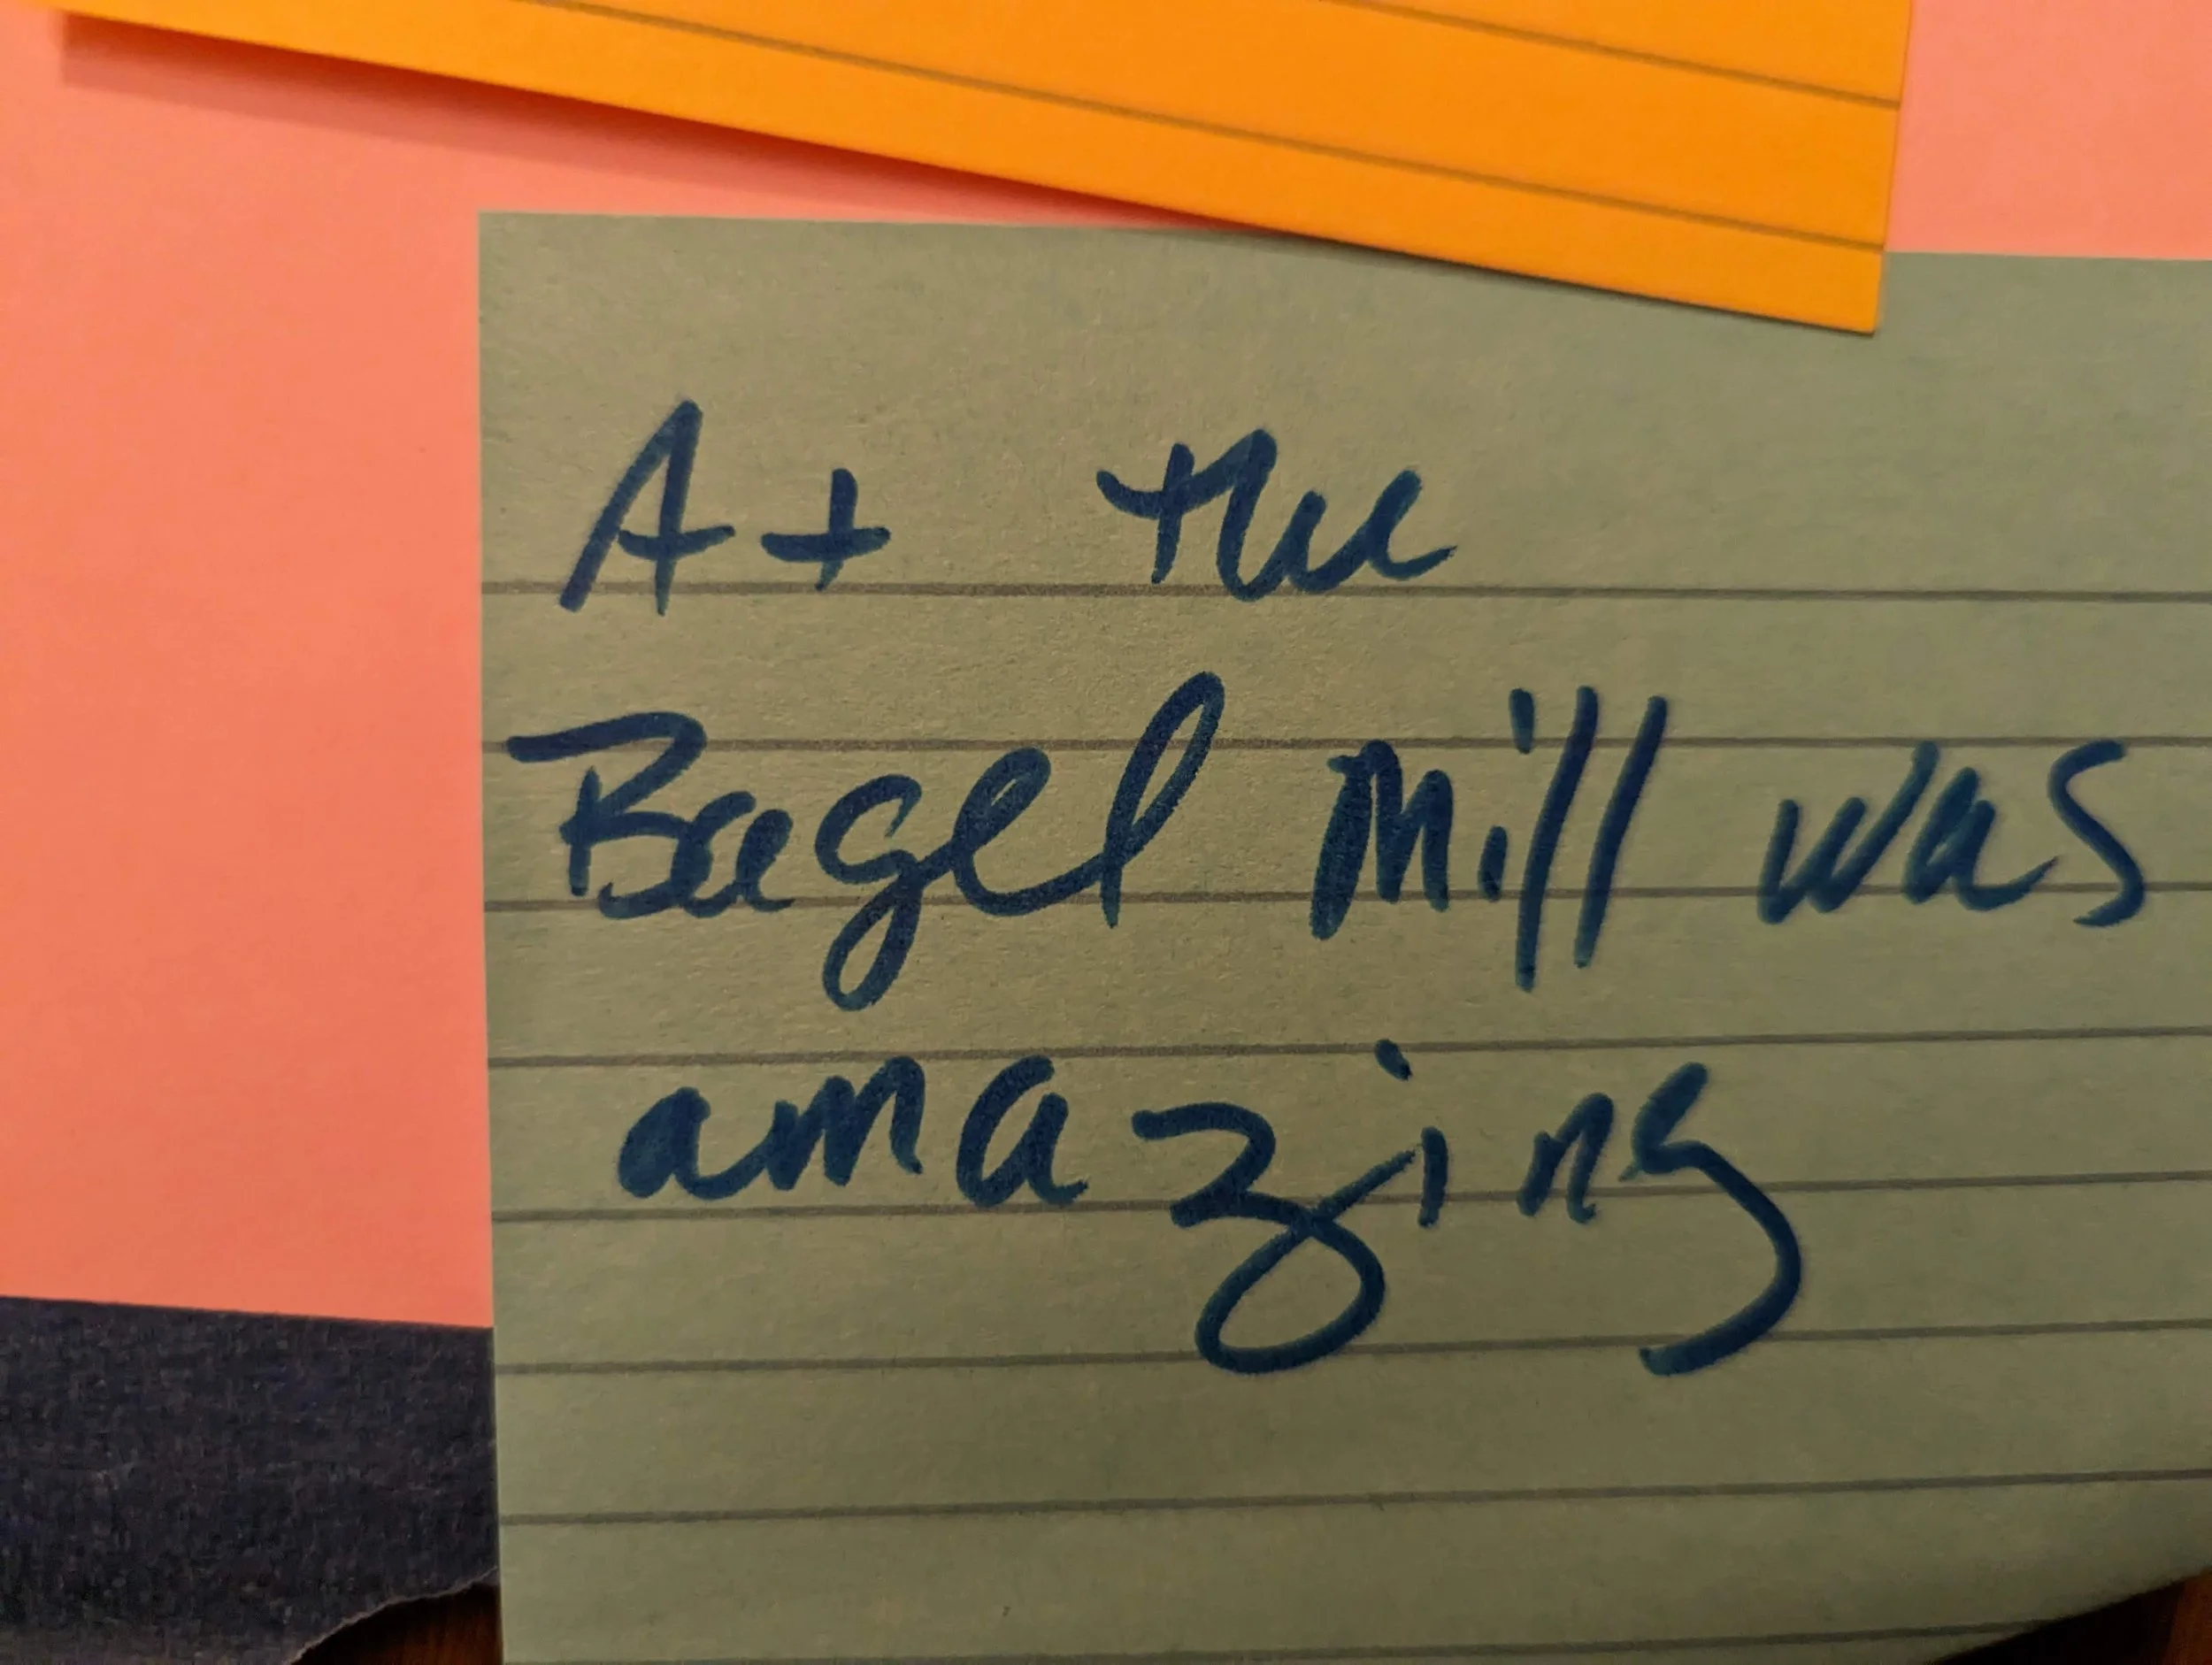 A+ the
Bagel Mill was
amazing